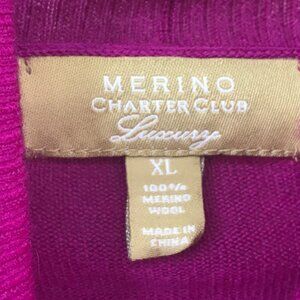 MERINO
CHARTER CLUB
Luxury
XL
100%
MERINO
WOOL
MADE IN
CHINA